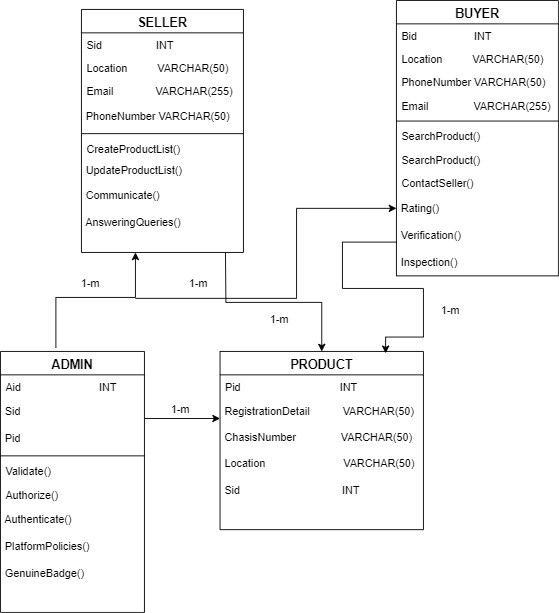 SELLER
Sid INT
Location VARCHAR(50)
Email VARCHAR(255)
PhoneNumber VARCHAR(50)
CreateProductList()
UpdateProductList()
Communicate()
AnsweringQueries()
BUYER
Bid INT
Location VARCHAR(50)
PhoneNumber VARCHAR(50)
Email VARCHAR(255)
SearchProduct()
SearchProduct()
ContactSeller()
Rating()
Verification()
Inspection()
1-m
1-m
1-m
1-m
ADMIN
Aid INT
Sid
Pid
Validate()
Authorize()
Authenticate()
PlatformPolicies()
GenuineBadge()
1-m
PRODUCT
Pid INT
RegistrationDetail VARCHAR(50)
ChasisNumber VARCHAR(50)
Location VARCHAR(50)
Sid INT